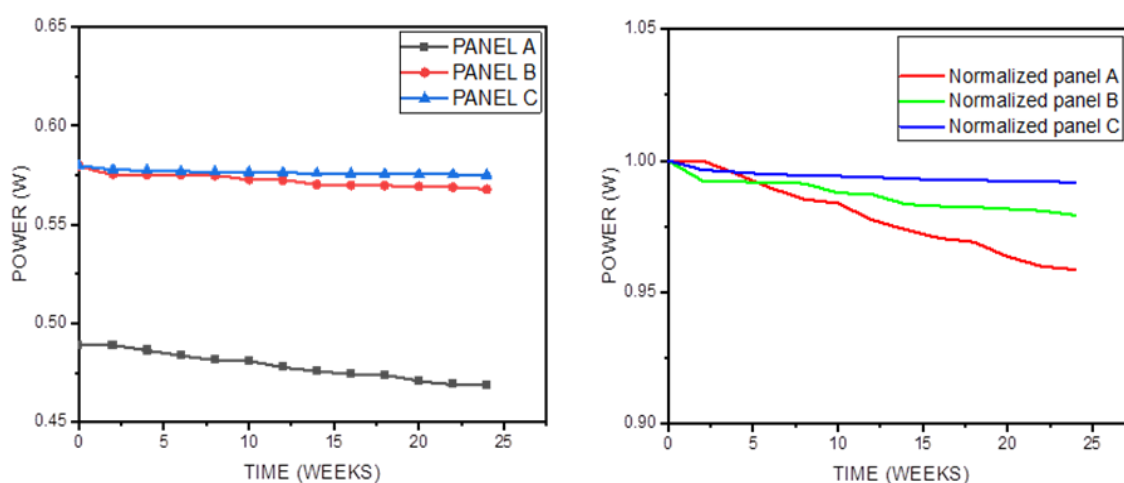 0.65
0.60
0.55
0.50
0.45
POWER (W)
0
5
10
15
20
25
TIME (WEEKS)
PANEL A
PANEL B
PANEL C
1.05
1.00
0.95
0.90
POWER (W)
0
5
10
15
20
25
TIME (WEEKS)
Normalized panel A
Normalized panel B
Normalized panel C